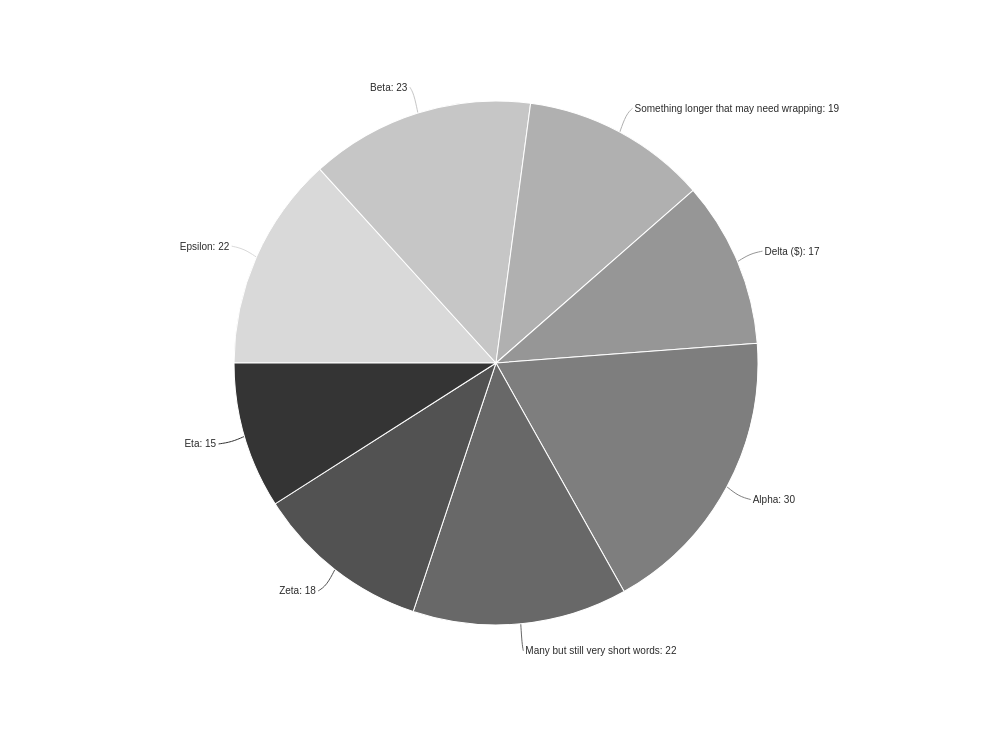 Beta: 23
Something longer that may need wrapping: 19
Epsilon: 22
Delta ($): 17
Eta: 15
Alpha: 30
Zeta: 18
Many but still very short words: 22